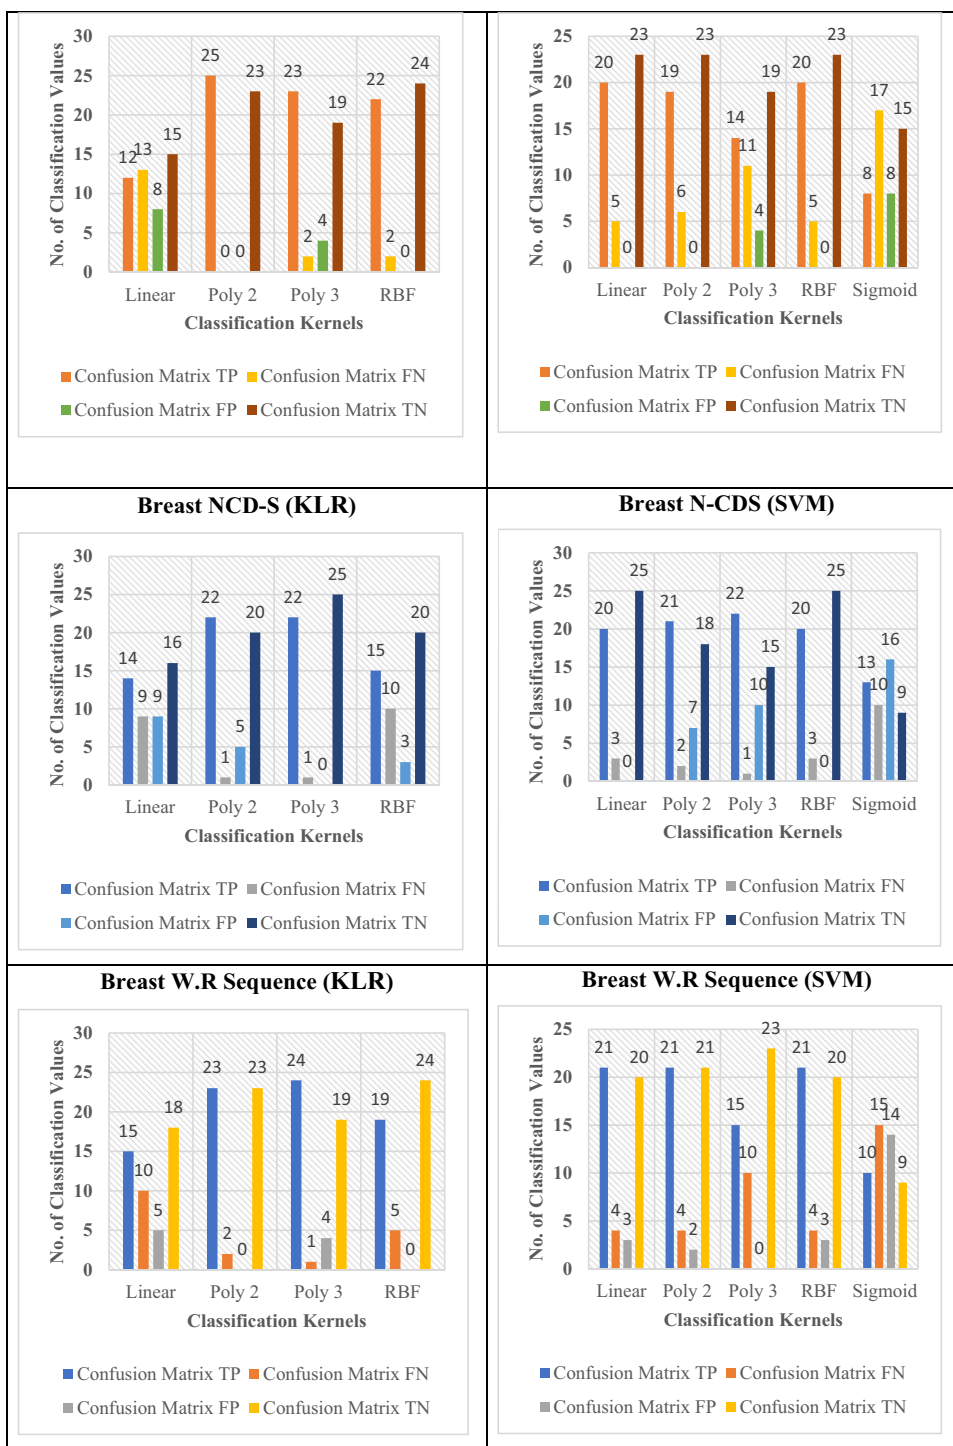 No. of Classification Values
30
25
20
15
10
5
0
12 13 8 15
25 0 0 23
23 2 4 19
22 2 0 24
Linear Poly 2 Poly 3 RBF
Classification Kernels
Confusion Matrix TP Confusion Matrix FN
Confusion Matrix FP Confusion Matrix TN
No. of Classification Values
25
20
15
10
5
0
20 5 0 23
19 6 0 23
14 11 4 19
20 5 0 23
8 17 8 15
Linear Poly 2 Poly 3 RBF Sigmoid
Classification Kernels
Confusion Matrix TP Confusion Matrix FN
Confusion Matrix FP Confusion Matrix TN
Breast NCD-S (KLR)
No. of Classification Values
30
25
20
15
10
5
0
14 9 9 16
22 1 5 20
22 1 0 25
15 10 3 20
Linear Poly 2 Poly 3 RBF
Classification Kernels
Confusion Matrix TP Confusion Matrix FN
Confusion Matrix FP Confusion Matrix TN
Breast N-CDS (SVM)
No. of Classification Values
30
25
20
15
10
5
0
20 3 0 25
21 2 7 18
22 1 10 15
20 3 0 25
13 10 16 9
Linear Poly 2 Poly 3 RBF Sigmoid
Classification Kernels
Confusion Matrix TP Confusion Matrix FN
Confusion Matrix FP Confusion Matrix TN
Breast W.R Sequence (KLR)
No. of Classification Values
30
25
20
15
10
5
0
15 10 5 18
23 2 0 23
24 1 4 19
19 5 0 24
Linear Poly 2 Poly 3 RBF
Classification Kernels
Confusion Matrix TP Confusion Matrix FN
Confusion Matrix FP Confusion Matrix TN
Breast W.R Sequence (SVM)
No. of Classification Values
25
20
15
10
5
0
21 4 3 20
21 4 2 21
15 10 0 23
21 4 3 20
10 15 14 9
Linear Poly 2 Poly 3 RBF Sigmoid
Classification Kernels
Confusion Matrix TP Confusion Matrix FN
Confusion Matrix FP Confusion Matrix TN